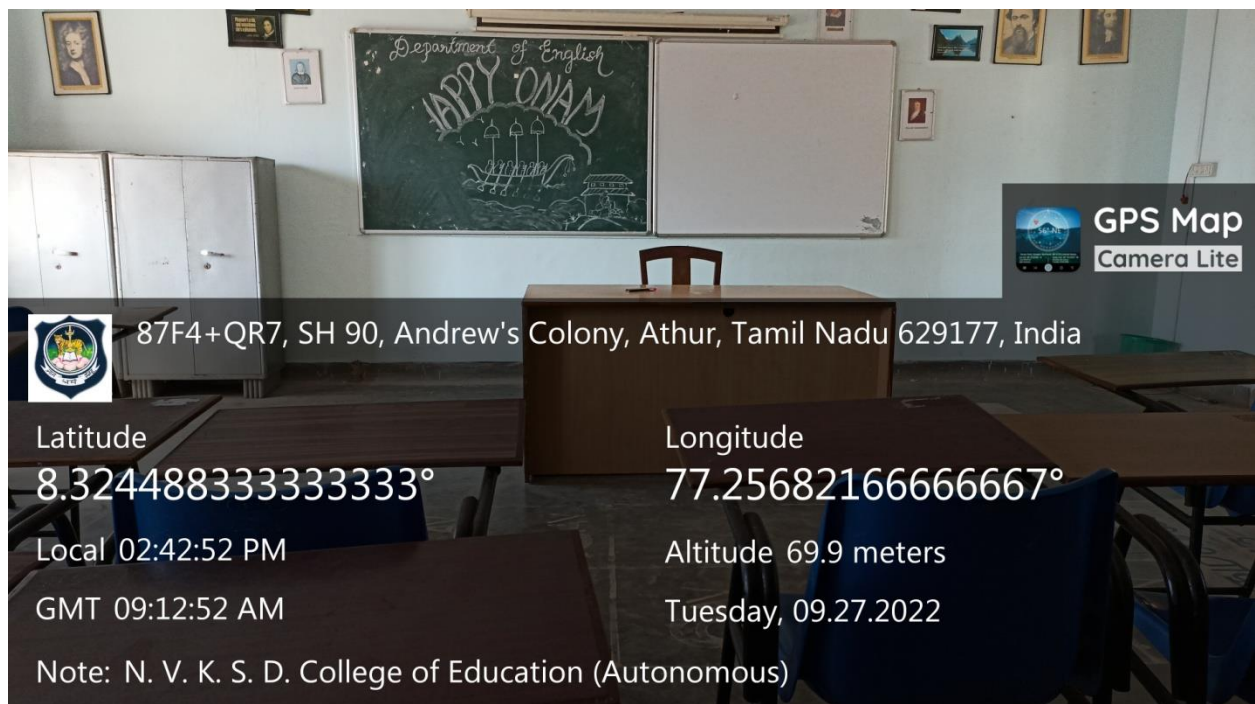 Department of English
HAPPY ONAM
GPS Map
Camera Lite
87F4+QR7, SH 90, Andrew's Colony, Athur, Tamil Nadu 629177, India
Latitude
8.324488333333333°
Longitude
77.25682166666667°
Local 02:42:52 PM
Altitude 69.9 meters
GMT 09:12:52 AM
Tuesday, 09.27.2022
Note: N. V. K. S. D. College of Education (Autonomous)